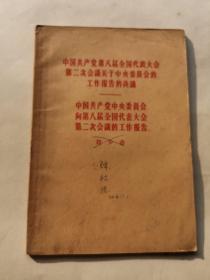 中国共产党第八届全国代表大会
第二次会议关于中央委员会的
工作报告的决议
中国共产党中央委员会
向第八届全国代表大会
第二次会议的工作报告
刘少奇